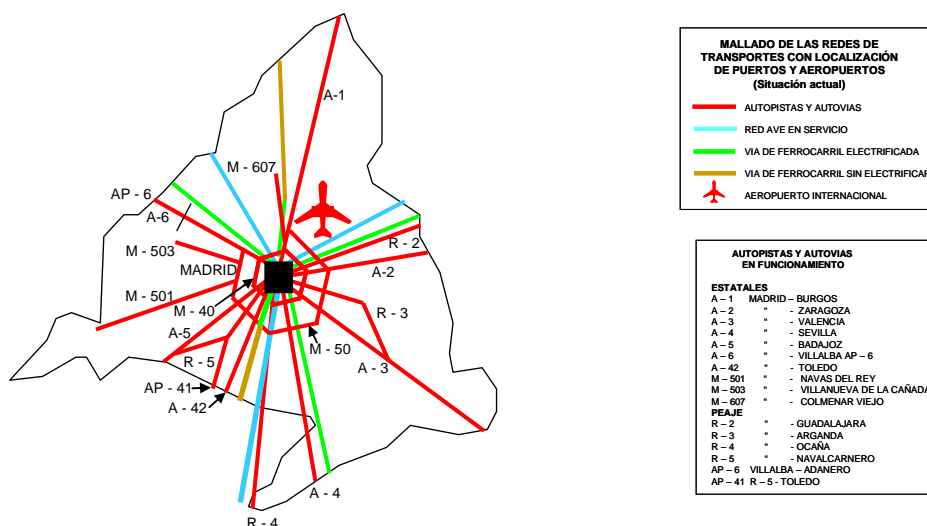 A-1
M - 607
AP - 6
A-6
M - 503
MADRID
M - 501
M - 40
A-5
R - 5
AP - 41
A - 42
R - 4
A - 4
M - 50
A - 3
R - 3
A-2
R - 2
MALLADO DE LAS REDES DE
TRANSPORTES CON LOCALIZACIÓN
DE PUERTOS Y AEROPUERTOS
(Situación actual)
AUTOPISTAS Y AUTOVIAS
RED AVE EN SERVICIO
VIA DE FERROCARRIL ELECTRIFICADA
VIA DE FERROCARRIL SIN ELECTRIFICAR
AEROPUERTO INTERNACIONAL
AUTOPISTAS Y AUTOVIAS
EN FUNCIONAMIENTO
ESTATALES
A – 1 MADRID – BURGOS
A – 2 " - ZARAGOZA
A – 3 " - VALENCIA
A – 4 " - SEVILLA
A – 5 " - BADAJOZ
A – 6 " - VILLALBA AP – 6
A – 42 " - TOLEDO
M – 501 " - NAVAS DEL REY
M – 503 " - VILLANUEVA DE LA CAÑADA
M – 607 " - COLMENAR VIEJO
PEAJE
R – 2 " - GUADALAJARA
R – 3 " - ARGANDA
R – 4 " - OCAÑA
R – 5 " - NAVALCARNERO
AP – 6 VILLALBA – ADANERO
AP – 41 R – 5 - TOLEDO